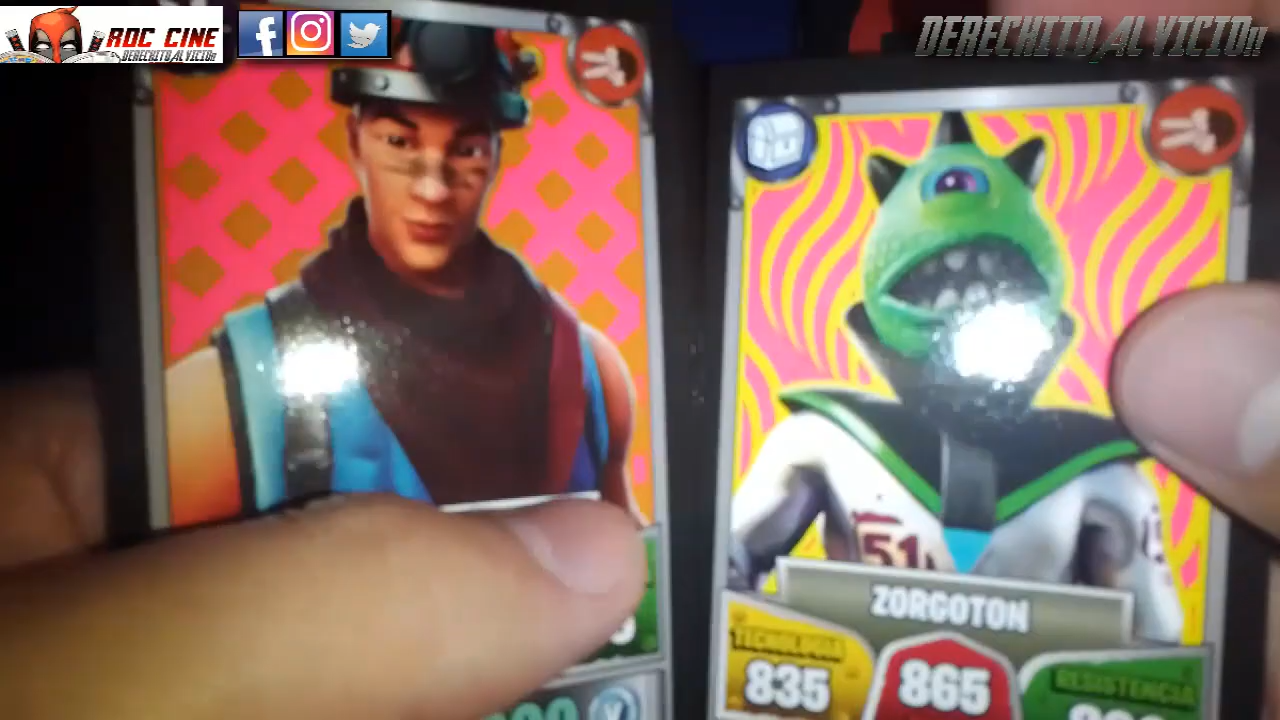 ROC CINE
DERECHITO AL VICIO!!
DERECHITO AL VICIO!!
51
ZORGOTON
TECNOLOGIA
835
865
RESISTENCIA